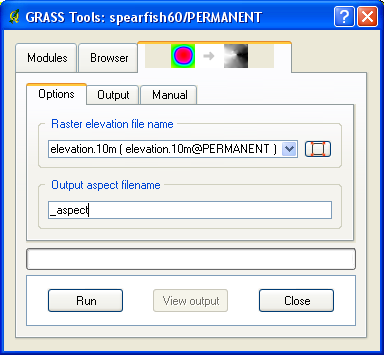 GRASS Tools: spearfish60/PERMANENT
Modules Browser
Options Output Manual
Raster elevation file name
elevation.10m ( elevation.10m@PERMANENT )
Output aspect filename
_aspect
Run View output Close